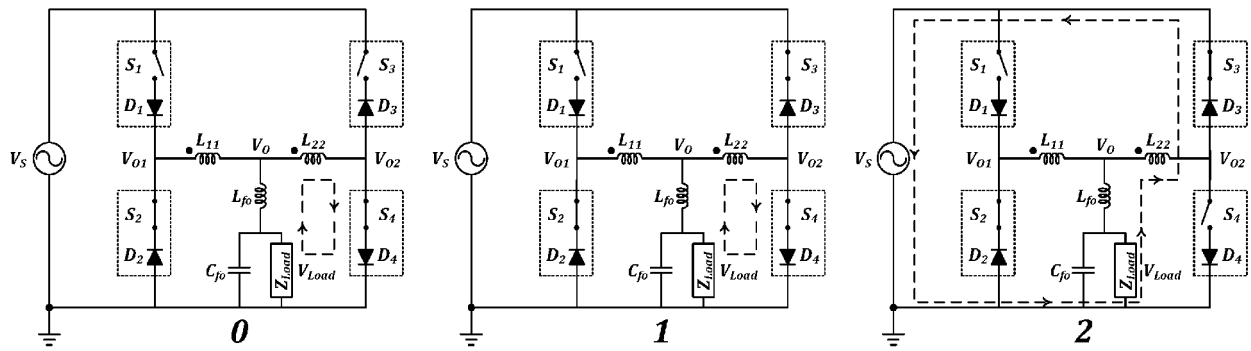 S1
D1
S3
D3
VS
L11
VO
L22
VO1
VO2
S2
D2
Lfo
S4
D4
Cfo
ZLoad
VLoad
0
S1
D1
S3
D3
VS
L11
VO
L22
VO1
VO2
S2
D2
Lfo
S4
D4
Cfo
ZLoad
VLoad
1
S1
D1
S3
D3
VS
L11
VO
L22
VO1
VO2
S2
D2
Lfo
S4
D4
Cfo
ZLoad
VLoad
2